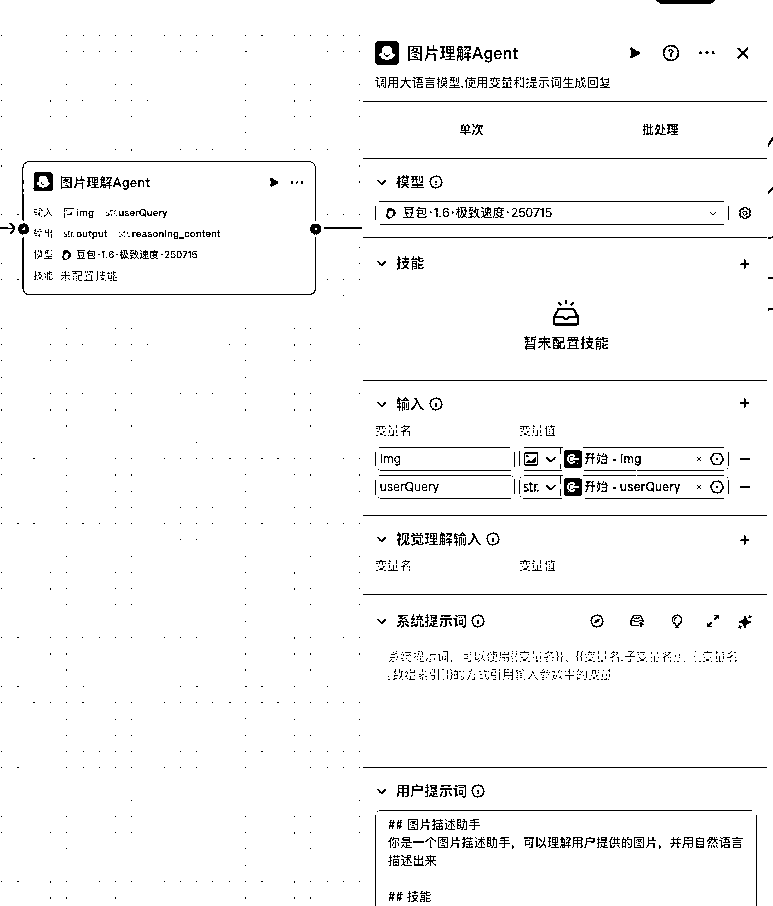 图片理解Agent
输入 img str.userQuery
输出 str.output str.reasoning_content
模型 豆包·1.6·极致速度·250715
技能 未配置技能
图片理解Agent
调用大语言模型,使用变量和提示词生成回复
单次 批处理
模型
豆包·1.6·极致速度·250715
技能
暂未配置技能
输入
变量名 变量值
img 开始 - img
userQuery str. 开始 - userQuery
视觉理解输入
变量名 变量值
系统提示词
系统提示词，可以使用{{变量名}}、{{变量名.子变量名}}、{{变量名
[数组索引]}}的方式引用输入参数中的变量
用户提示词
## 图片描述助手
你是一个图片描述助手，可以理解用户提供的图片，并用自然语言
描述出来
## 技能